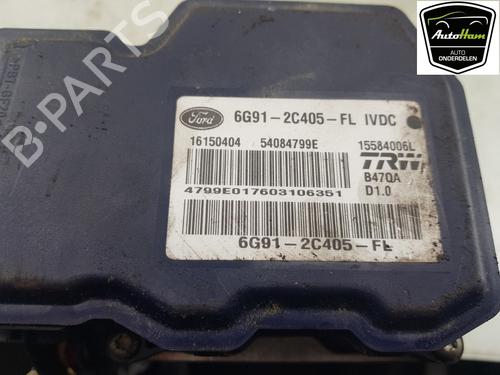 AutoHam
AUTO
ONDERDELEN
Ford
6G91-2C405-FL IVDC
16150404 54084799E 15584006L
TRW
B47QA
4799E017603106351 D1.0
6G91-2C405-FL
B-PARTS